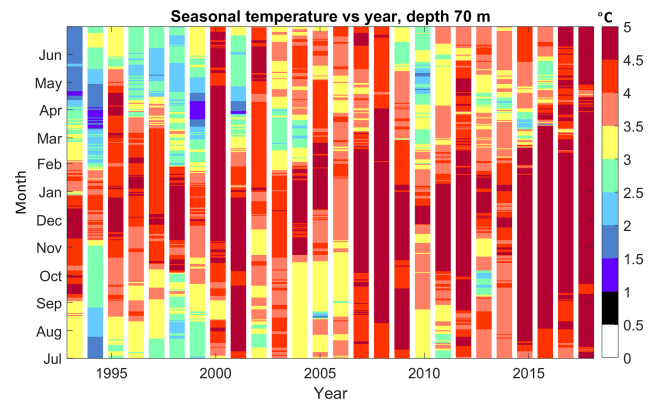 Seasonal temperature vs year, depth 70 m
°C
Month
Jun
May
Apr
Mar
Feb
Jan
Dec
Nov
Oct
Sep
Aug
Jul
5
4.5
4
3.5
3
2.5
2
1.5
1
0.5
0
1995 2000 2005 2010 2015
Year